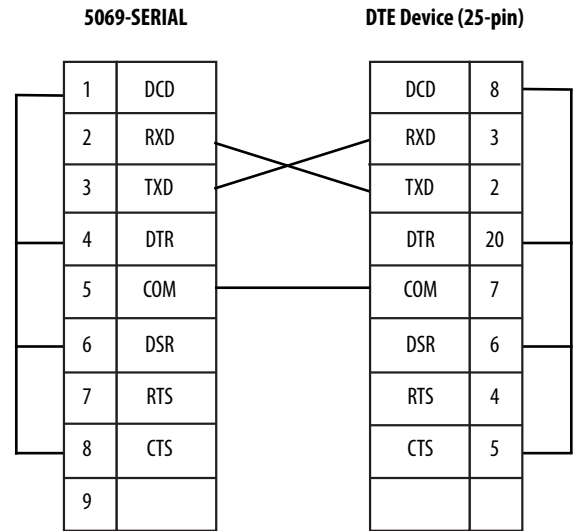 5069-SERIAL DTE Device (25-pin)
1 DCD DCD 8
2 RXD RXD 3
3 TXD TXD 2
4 DTR DTR 20
5 COM COM 7
6 DSR DSR 6
7 RTS RTS 4
8 CTS CTS 5
9